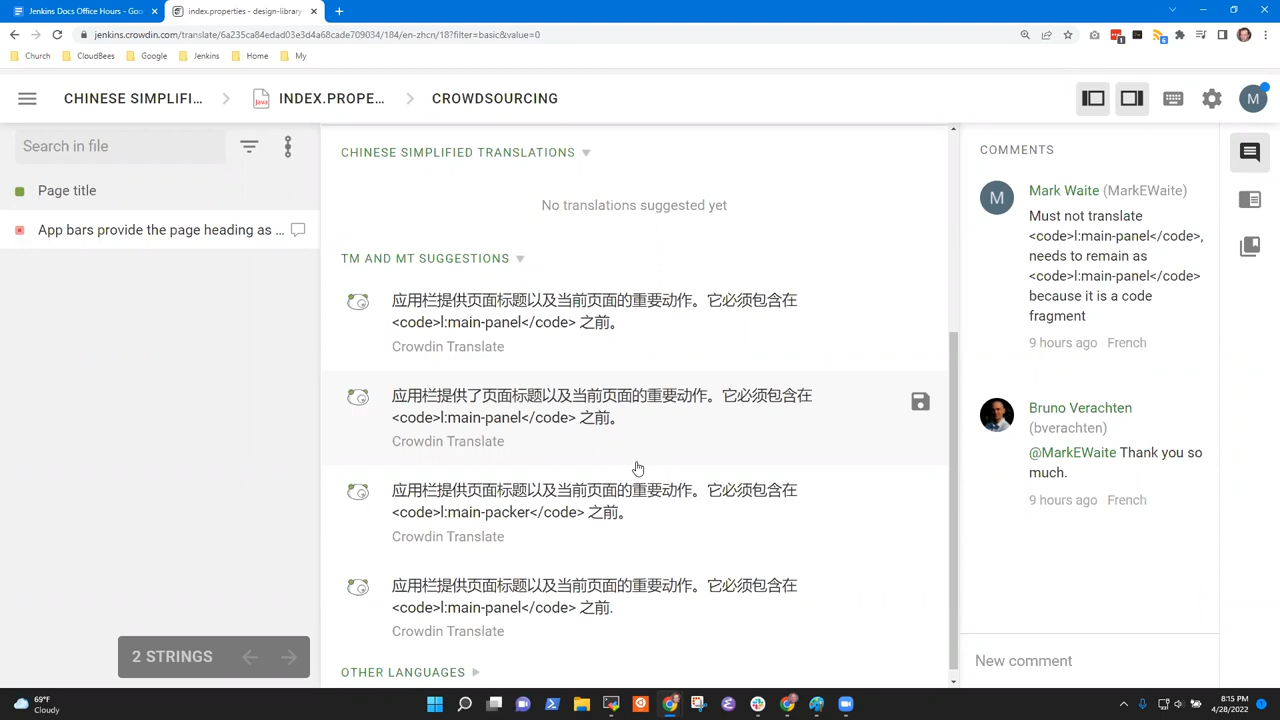 Jenkins Docs Office Hours - Goo
index.properties - design-library
jenkins.crowdin.com/translate/6a235ca84edad03e3d4a68cade709034/184/en-zhcn/18?filter=basic&value=0
Church
CloudBees
Google
Jenkins
Home
My
CHINESE SIMPLIFI...
INDEX.PROPE...
CROWDSOURCING
M
Search in file
Page title
App bars provide the page heading as ...
2 STRINGS
CHINESE SIMPLIFIED TRANSLATIONS
No translations suggested yet
TM AND MT SUGGESTIONS
应用栏提供页面标题以及当前页面的重要动作。它必须包含在
<code>l:main-panel</code> 之前。
Crowdin Translate
应用栏提供了页面标题以及当前页面的重要动作。它必须包含在
<code>l:main-panel</code> 之前。
Crowdin Translate
应用栏提供页面标题以及当前页面的重要动作。它必须包含在
<code>l:main-packer</code> 之前。
Crowdin Translate
应用栏提供页面标题以及当前页面的重要动作。它必须包含在
<code>l:main-panel</code> 之前.
Crowdin Translate
OTHER LANGUAGES
COMMENTS
M
Mark Waite (MarkEWaite)
Must not translate
<code>l:main-panel</code>,
needs to remain as
<code>l:main-panel</code>
because it is a code
fragment
9 hours ago French
Bruno Verachten
(bverachten)
@MarkEWaite Thank you so
much.
9 hours ago French
New comment
69°F
Cloudy
8:15 PM
4/28/2022